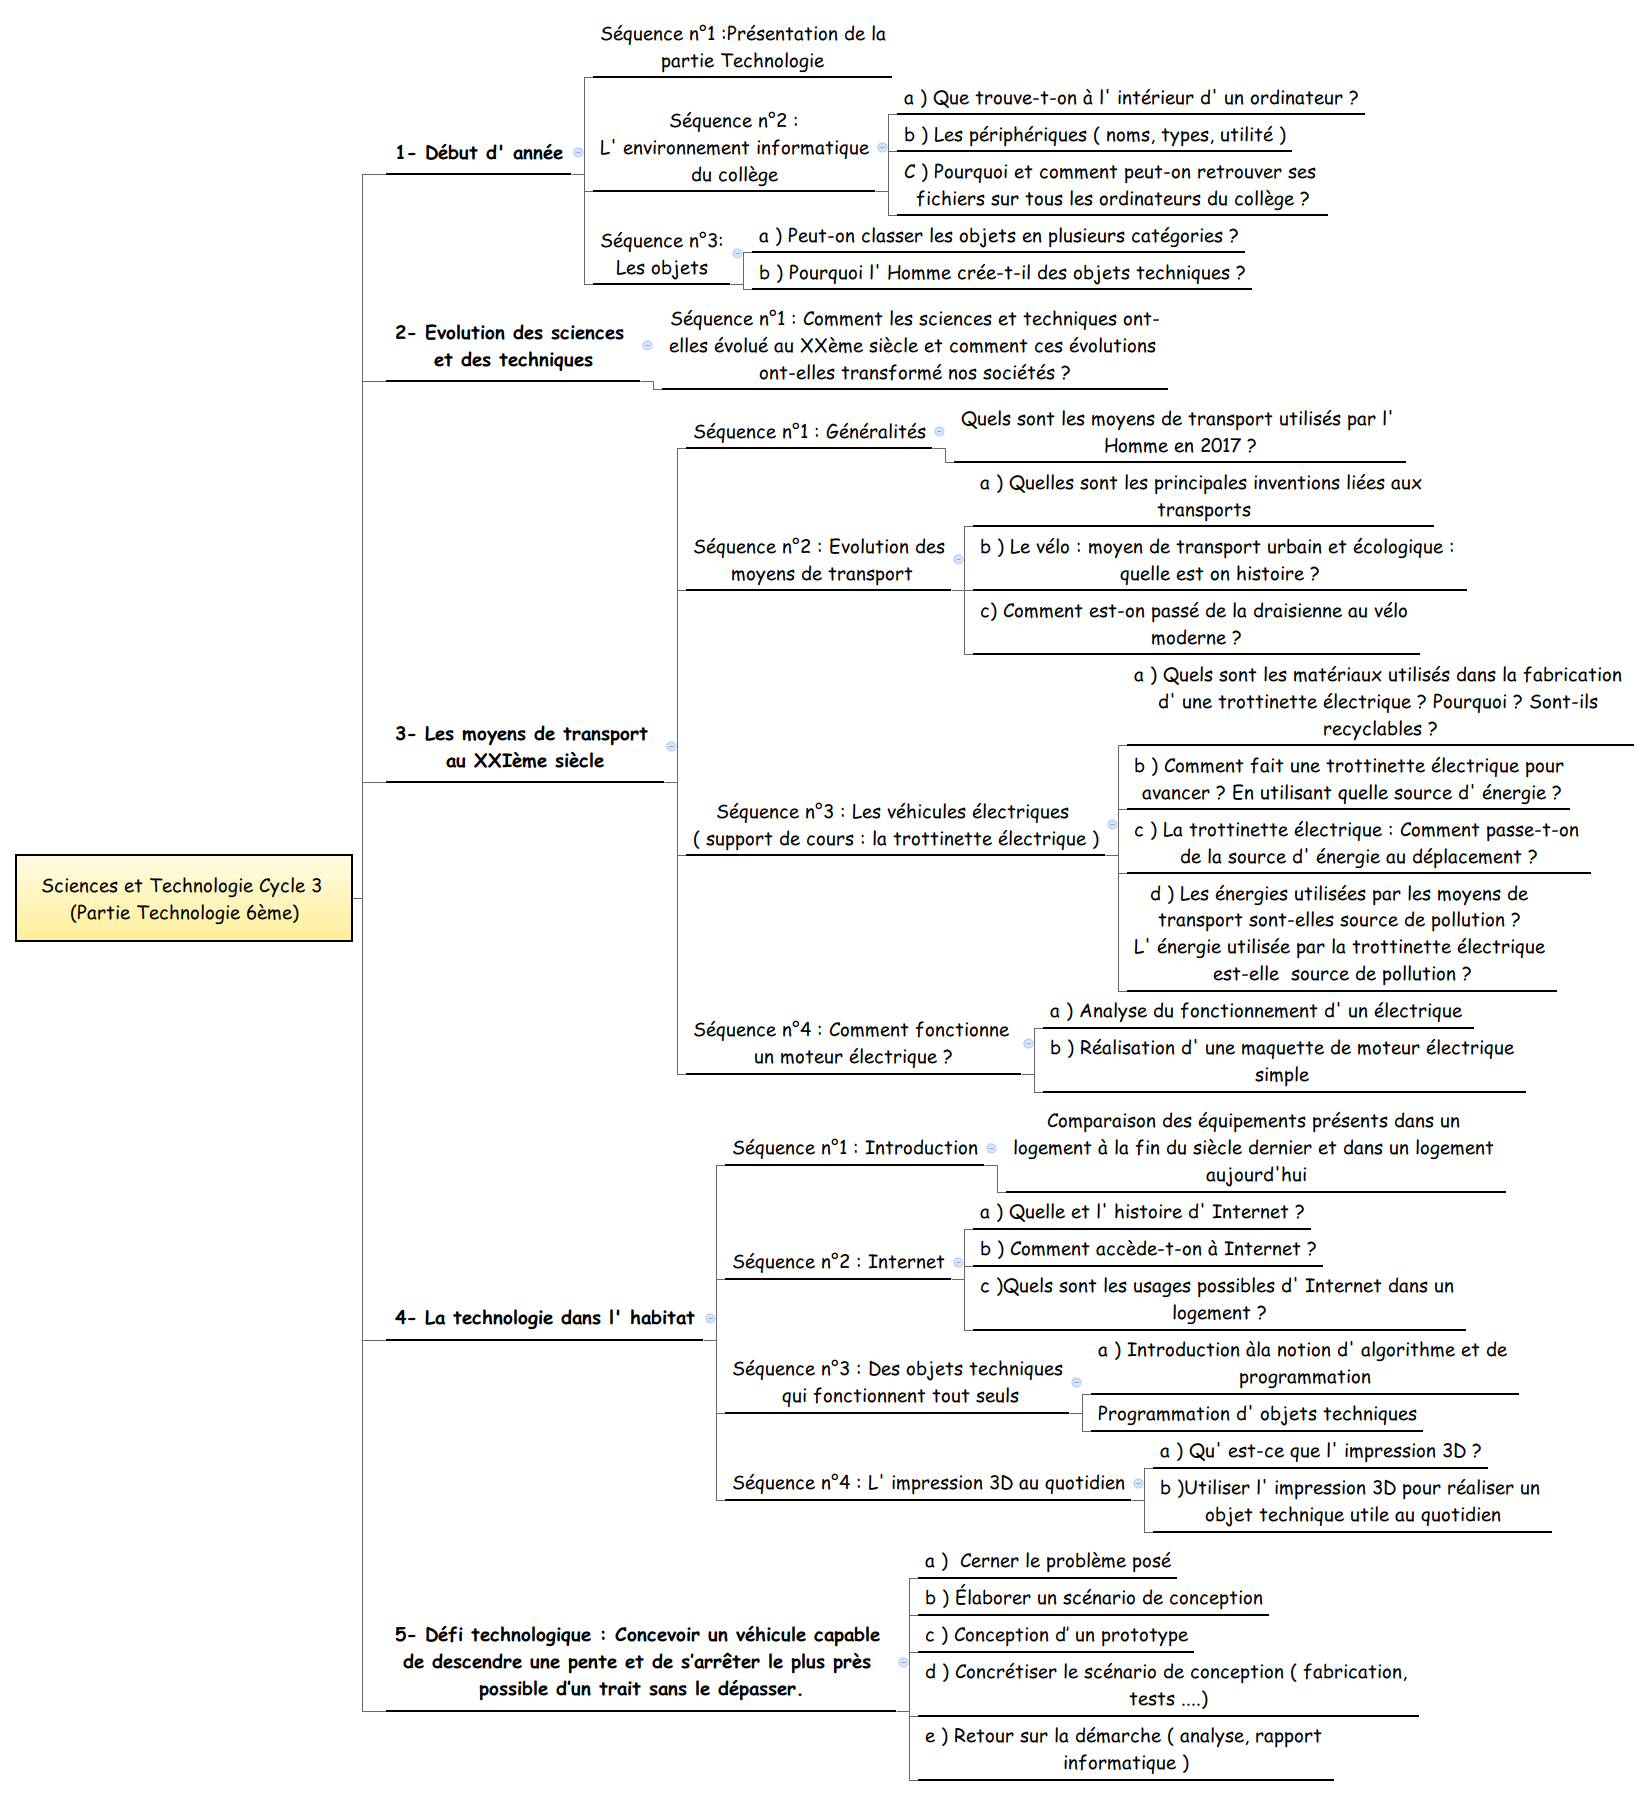 Sciences et Technologie Cycle 3
(Partie Technologie 6ème)
1- Début d' année
Séquence n°1 :Présentation de la
partie Technologie
Séquence n°2 :
L' environnement informatique
du collège
a ) Que trouve-t-on à l' intérieur d' un ordinateur ?
b ) Les périphériques ( noms, types, utilité )
C ) Pourquoi et comment peut-on retrouver ses
fichiers sur tous les ordinateurs du collège ?
Séquence n°3:
Les objets
a ) Peut-on classer les objets en plusieurs catégories ?
b ) Pourquoi l' Homme crée-t-il des objets techniques ?
2- Evolution des sciences
et des techniques
Séquence n°1 : Comment les sciences et techniques ont-
elles évolué au XXème siècle et comment ces évolutions
ont-elles transformé nos sociétés ?
3- Les moyens de transport
au XXIème siècle
Séquence n°1 : Généralités
Quels sont les moyens de transport utilisés par l'
Homme en 2017 ?
Séquence n°2 : Evolution des
moyens de transport
a ) Quelles sont les principales inventions liées aux
transports
b ) Le vélo : moyen de transport urbain et écologique :
quelle est on histoire ?
c) Comment est-on passé de la draisienne au vélo
moderne ?
Séquence n°3 : Les véhicules électriques
( support de cours : la trottinette électrique )
a ) Quels sont les matériaux utilisés dans la fabrication
d' une trottinette électrique ? Pourquoi ? Sont-ils
recyclables ?
b ) Comment fait une trottinette électrique pour
avancer ? En utilisant quelle source d' énergie ?
c ) La trottinette électrique : Comment passe-t-on
de la source d' énergie au déplacement ?
d ) Les énergies utilisées par les moyens de
transport sont-elles source de pollution ?
L' énergie utilisée par la trottinette électrique
est-elle  source de pollution ?
Séquence n°4 : Comment fonctionne
un moteur électrique ?
a ) Analyse du fonctionnement d' un électrique
b ) Réalisation d' une maquette de moteur électrique
simple
4- La technologie dans l' habitat
Séquence n°1 : Introduction
Comparaison des équipements présents dans un
logement à la fin du siècle dernier et dans un logement
aujourd'hui
Séquence n°2 : Internet
a ) Quelle et l' histoire d' Internet ?
b ) Comment accède-t-on à Internet ?
c )Quels sont les usages possibles d' Internet dans un
logement ?
Séquence n°3 : Des objets techniques
qui fonctionnent tout seuls
a ) Introduction àla notion d' algorithme et de
programmation
Programmation d' objets techniques
Séquence n°4 : L' impression 3D au quotidien
a ) Qu' est-ce que l' impression 3D ?
b )Utiliser l' impression 3D pour réaliser un
objet technique utile au quotidien
5- Défi technologique : Concevoir un véhicule capable
de descendre une pente et de s’arrêter le plus près
possible d’un trait sans le dépasser.
a )  Cerner le problème posé
b ) Élaborer un scénario de conception
c ) Conception d’ un prototype
d ) Concrétiser le scénario de conception ( fabrication,
tests ....)
e ) Retour sur la démarche ( analyse, rapport
informatique )